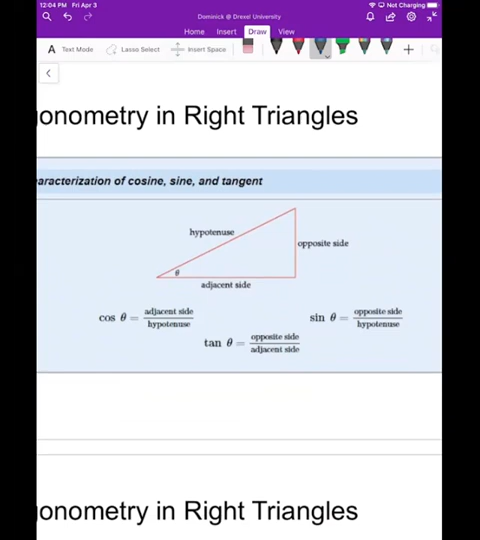 12:04 PM Fri Apr 3
Not Charging
Dominick @ Drexel University
Home Insert Draw View
Text Mode Lasso Select Insert Space
gonometry in Right Triangles
aracterization of cosine, sine, and tangent
hypotenuse
opposite side
θ
adjacent side
cos θ = adjacent side / hypotenuse
sin θ = opposite side / hypotenuse
tan θ = opposite side / adjacent side
gonometry in Right Triangles